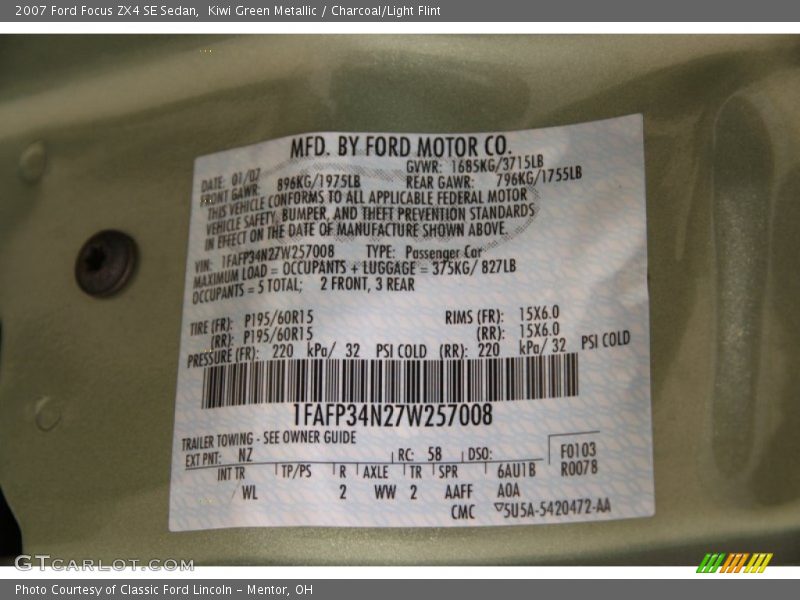 2007 Ford Focus ZX4 SE Sedan,  Kiwi Green Metallic / Charcoal/Light Flint
MFD. BY FORD MOTOR CO.
DATE: 01/07 GVWR: 1685KG/3715LB
FRONT GAWR: 896KG/1975LB REAR GAWR: 796KG/1755LB
THIS VEHICLE CONFORMS TO ALL APPLICABLE FEDERAL MOTOR
VEHICLE SAFETY, BUMPER, AND THEFT PREVENTION STANDARDS
IN EFFECT ON THE DATE OF MANUFACTURE SHOWN ABOVE.
VIN: 1FAFP34N27W257008 TYPE: Passenger Car
MAXIMUM LOAD = OCCUPANTS + LUGGAGE = 375KG/ 827LB
OCCUPANTS = 5 TOTAL; 2 FRONT, 3 REAR
TIRE (FR): P195/60R15 RIMS (FR): 15X6.0
(RR): P195/60R15 (RR): 15X6.0
PRESSURE (FR): 220 kPa/ 32 PSI COLD (RR): 220 kPa/ 32 PSI COLD
1FAFP34N27W257008
TRAILER TOWING - SEE OWNER GUIDE
EXT PNT: NZ RC: 58 DSO: F0103
INT TR TP/PS R AXLE TR SPR 6AU1B R0078
WL 2 WW 2 AAFF A0A
CMC 5U5A-5420472-AA
GTCARLOT.COM
Photo Courtesy of Classic Ford Lincoln - Mentor, OH